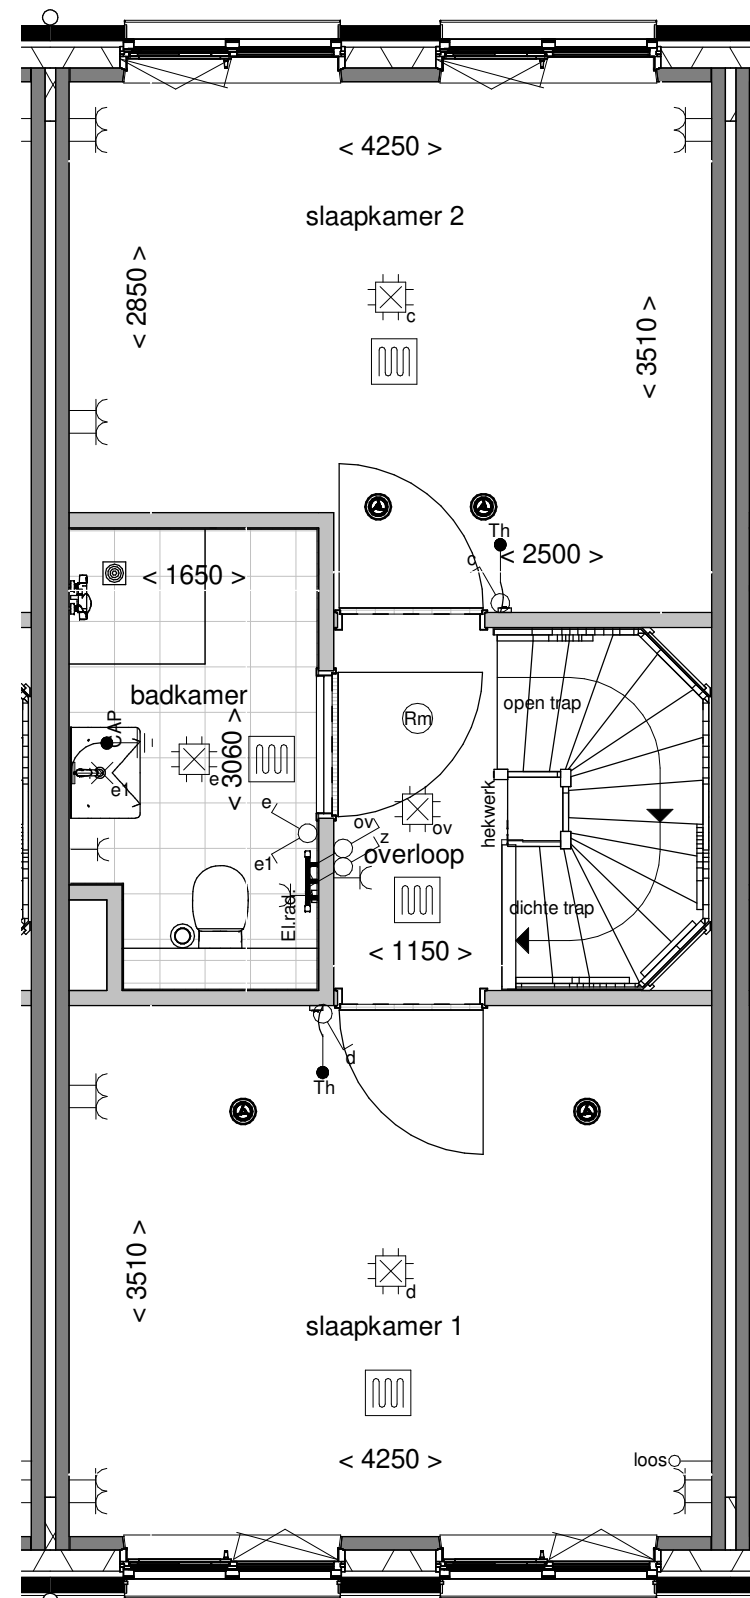 < 4250 >
slaapkamer 2
< 2850 >
< 3510 >
c
Th
c
< 2500 >
< 1650 >
badkamer
open trap
Rm
CAP
< 3060 >
e
e1
e
e1
ov
z
ov
overloop
hekwerk
El.rad.
dichte trap
< 1150 >
d
Th
< 3510 >
d
slaapkamer 1
< 4250 >
loos